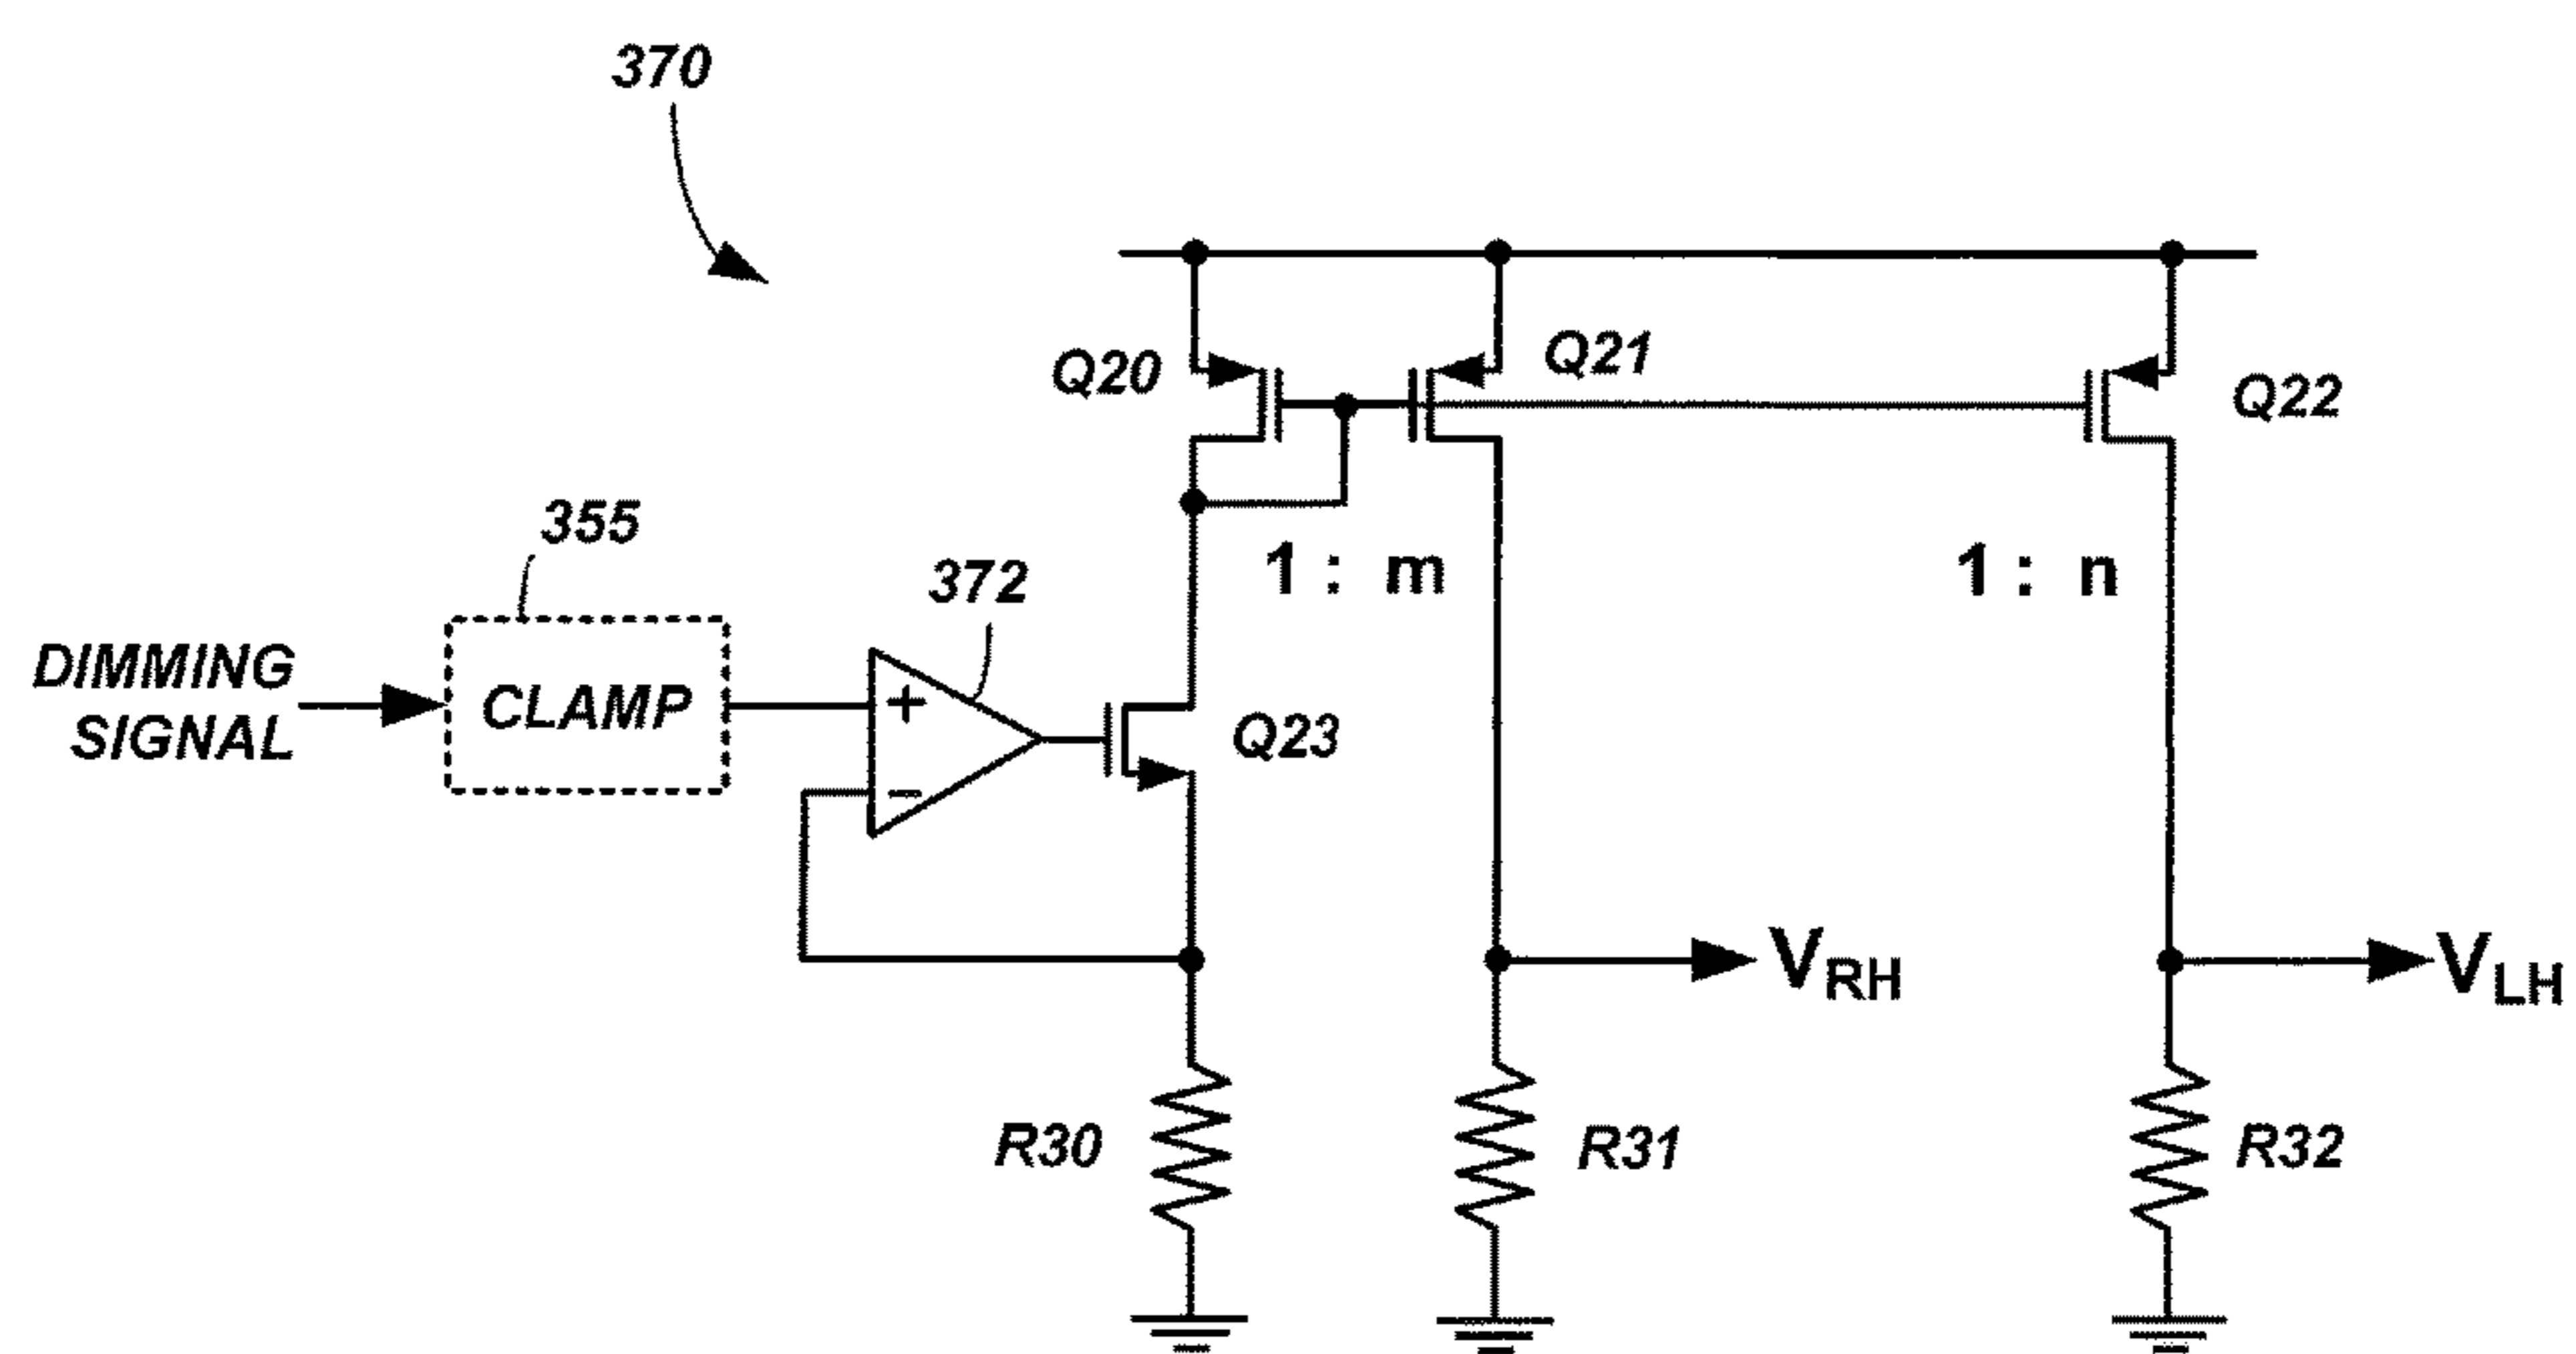 370
Q20
Q21
Q22
355
372
1 : m
1 : n
DIMMING
SIGNAL
CLAMP
+
Q23
−
VRH
VLH
R30
R31
R32